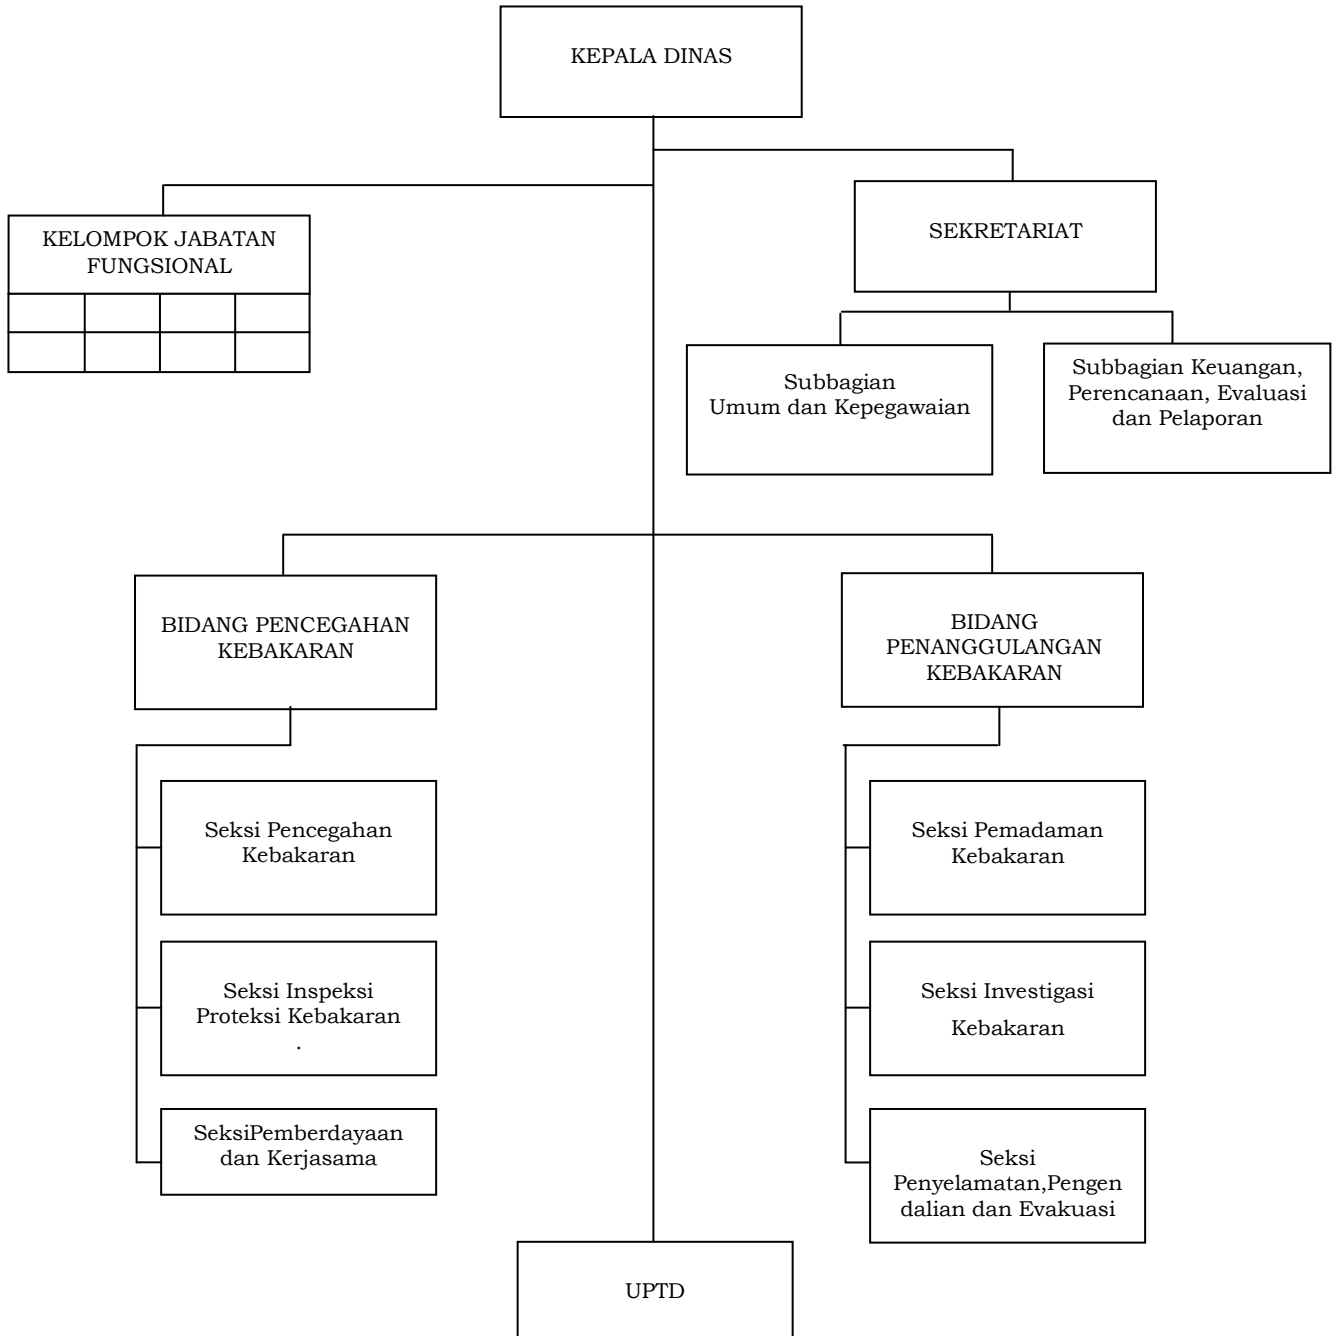 KEPALA DINAS
KELOMPOK JABATAN
FUNGSIONAL
SEKRETARIAT
Subbagian
Umum dan Kepegawaian
Subbagian Keuangan,
Perencanaan, Evaluasi
dan Pelaporan
BIDANG PENCEGAHAN
KEBAKARAN
BIDANG
PENANGGULANGAN
KEBAKARAN
Seksi Pencegahan
Kebakaran
Seksi Pemadaman
Kebakaran
Seksi Inspeksi
Proteksi Kebakaran
.
Seksi Investigasi
Kebakaran
SeksiPemberdayaan
dan Kerjasama
Seksi
Penyelamatan,Pengen
dalian dan Evakuasi
UPTD